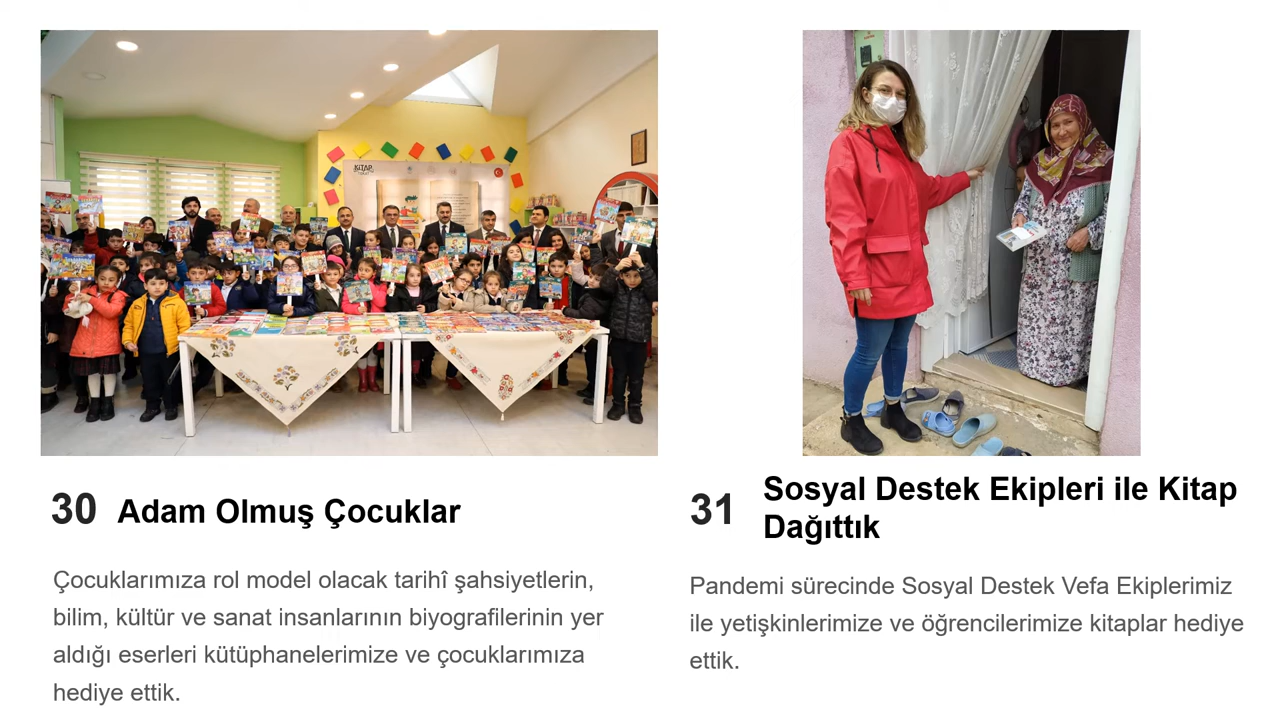 KİTAP
30 Adam Olmuş Çocuklar
Çocuklarımıza rol model olacak tarihî şahsiyetlerin,
bilim, kültür ve sanat insanlarının biyografilerinin yer
aldığı eserleri kütüphanelerimize ve çocuklarımıza
hediye ettik.
31 Sosyal Destek Ekipleri ile Kitap
Dağıttık
Pandemi sürecinde Sosyal Destek Vefa Ekiplerimiz
ile yetişkinlerimize ve öğrencilerimize kitaplar hediye
ettik.